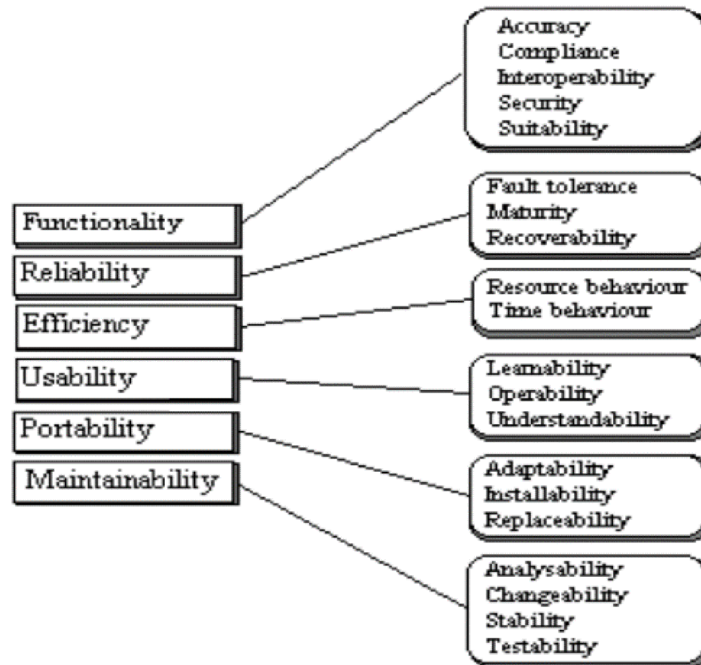 Functionality
Reliability
Efficiency
Usability
Portability
Maintainability
Accuracy
Compliance
Interoperability
Security
Suitability
Fault tolerance
Maturity
Recoverability
Resource behaviour
Time behaviour
Learnability
Operability
Understandability
Adaptability
Installability
Replaceability
Analysability
Changeability
Stability
Testability